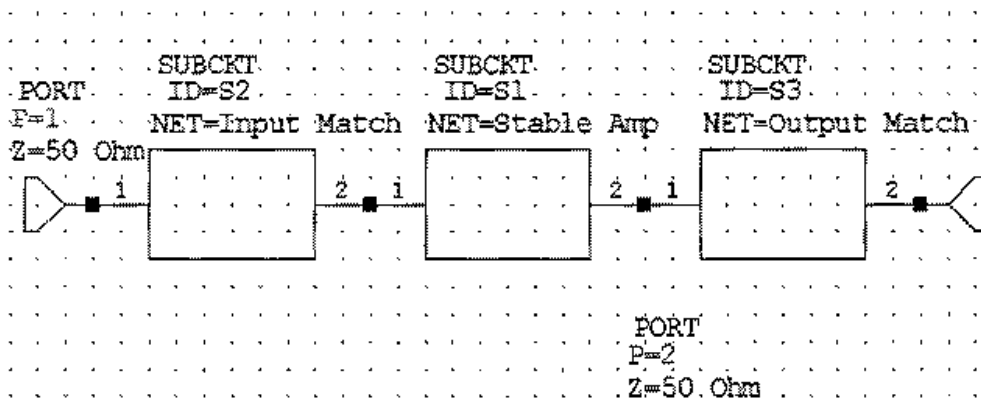 PORT
P=1
Z=50 Ohm
SUBCKT
ID=S2
NET=Input Match
SUBCKT
ID=S1
NET=Stable Amp
SUBCKT
ID=S3
NET=Output Match
1
2
1
2
1
2
PORT
P=2
Z=50 Ohm